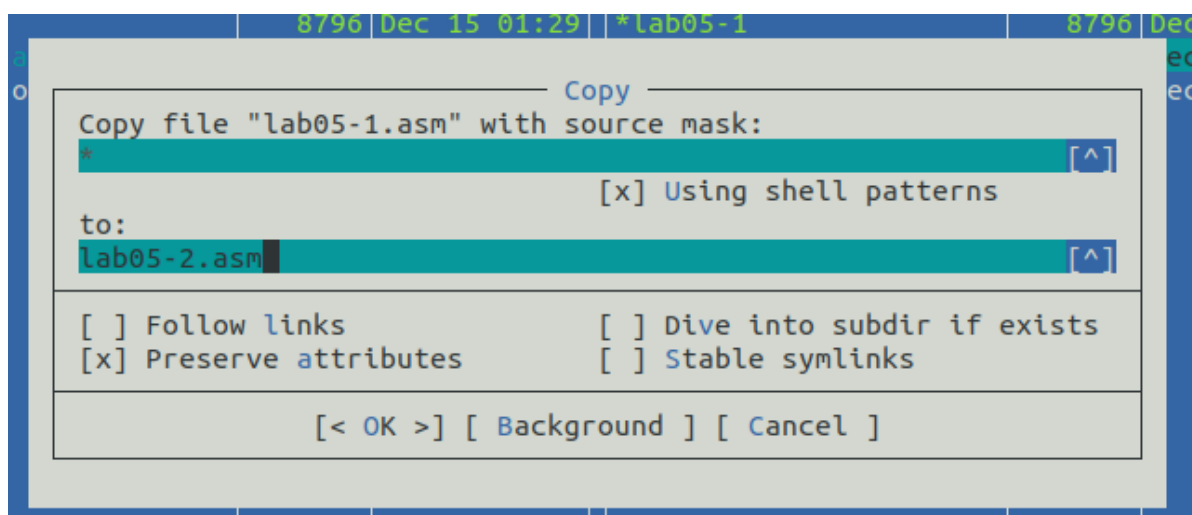 8796 Dec 15 01:29 *lab05-1 8796 Dec
Copy
Copy file "lab05-1.asm" with source mask:
* [^]
[x] Using shell patterns
to:
lab05-2.asm [^]
[ ] Follow links [ ] Dive into subdir if exists
[x] Preserve attributes [ ] Stable symlinks
[< OK >] [ Background ] [ Cancel ]